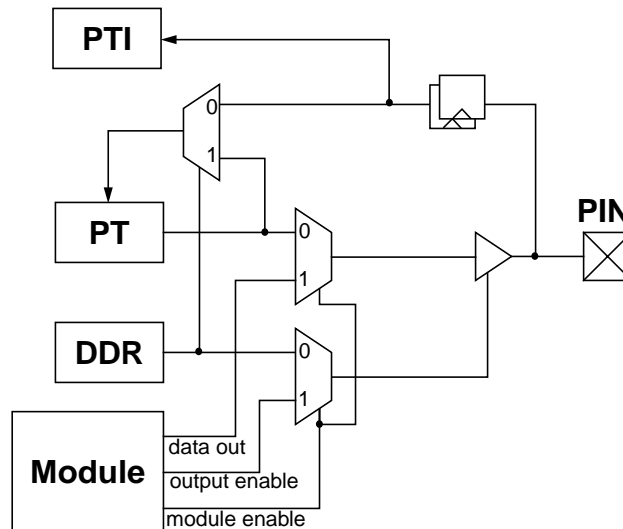 PTI
0
1
PT
PIN
0
1
DDR
0
1
Module
data out
output enable
module enable